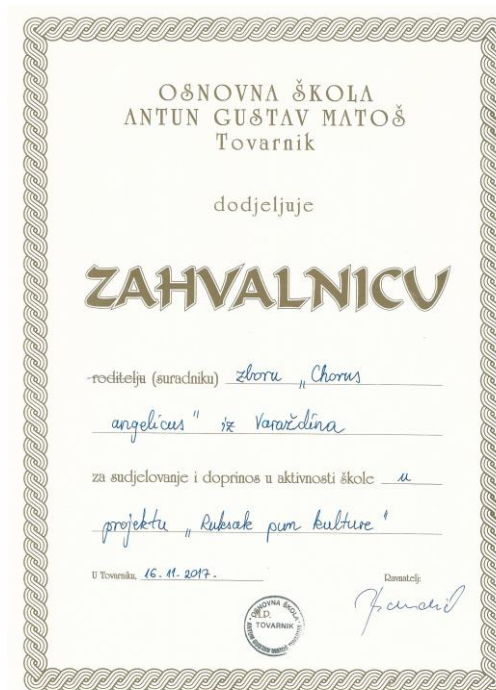 OSNOVNA ŠKOLA
ANTUN GUSTAV MATOŠ
Tovarnik
dodjeljuje
ZAHVALNICU
roditelju (suradniku) zboru „Chorus
angelicus" iz Varaždina
za sudjelovanje i doprinos u aktivnosti škole u
projektu „Ruksak pun kulture"
U Tovarniku, 16. 11. 2017.
Ravnatelj:
OSNOVNA ŠKOLA
M.P.
TOVARNIK